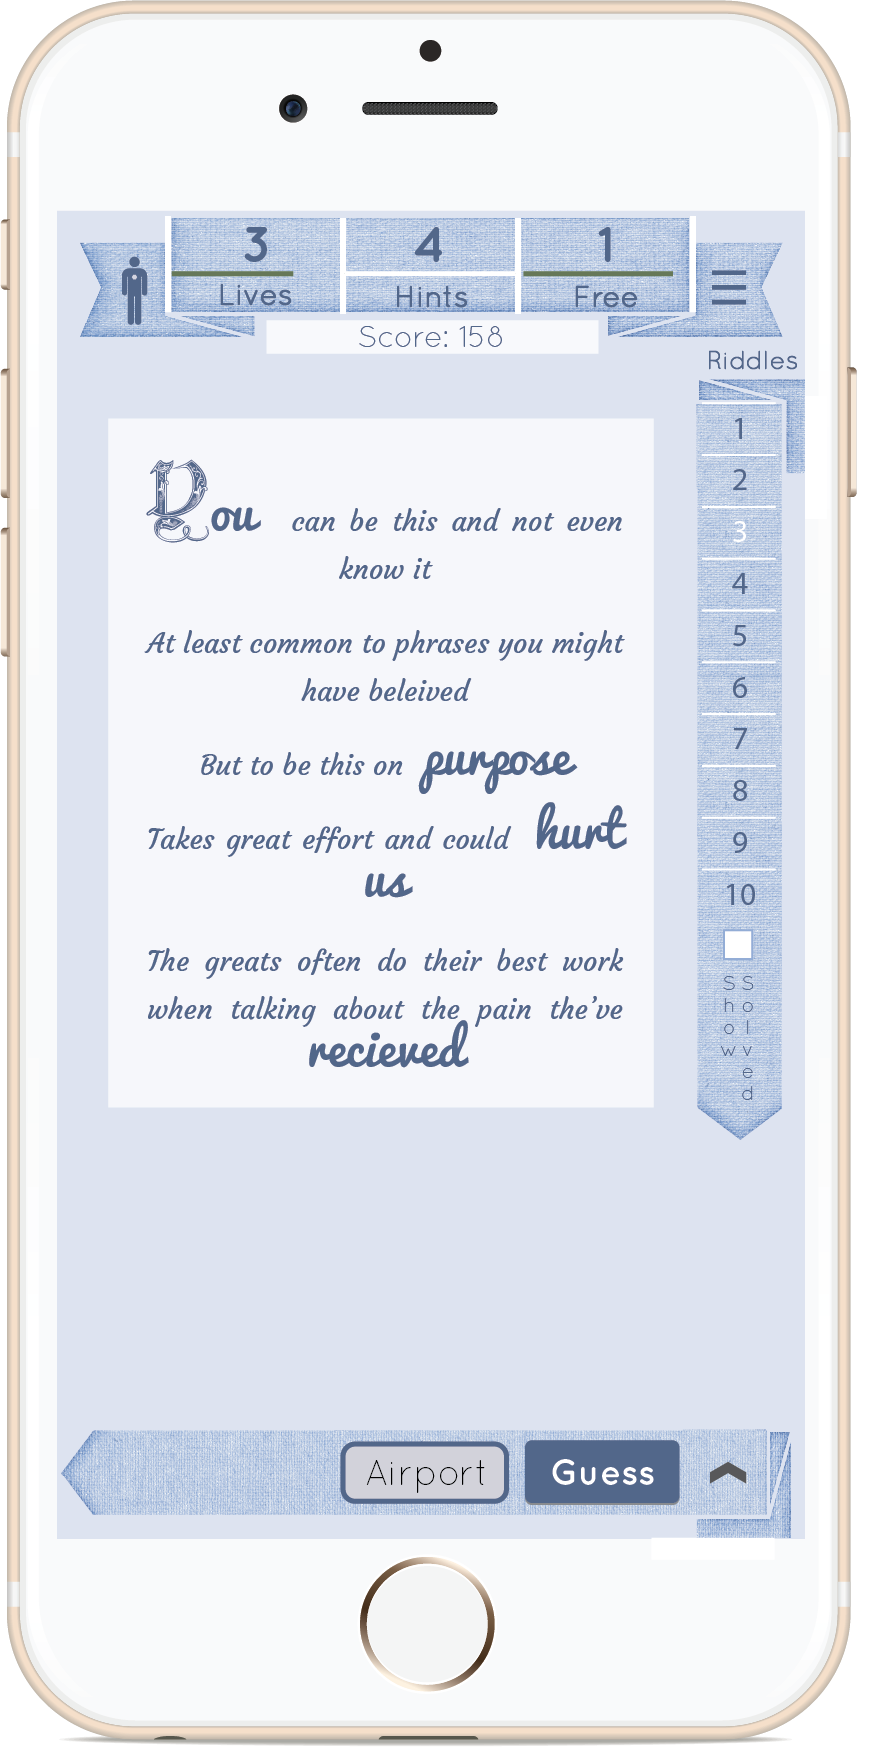 3 4 1
Lives Hints Free
Score: 158
Riddles
You can be this and not even
know it
At least common to phrases you might
have beleived
But to be this on purpose
Takes great effort and could hurt
us
The greats often do their best work
when talking about the pain the've
recieved
1
2
3
4
5
6
7
8
9
10
Show
Solved
Airport Guess